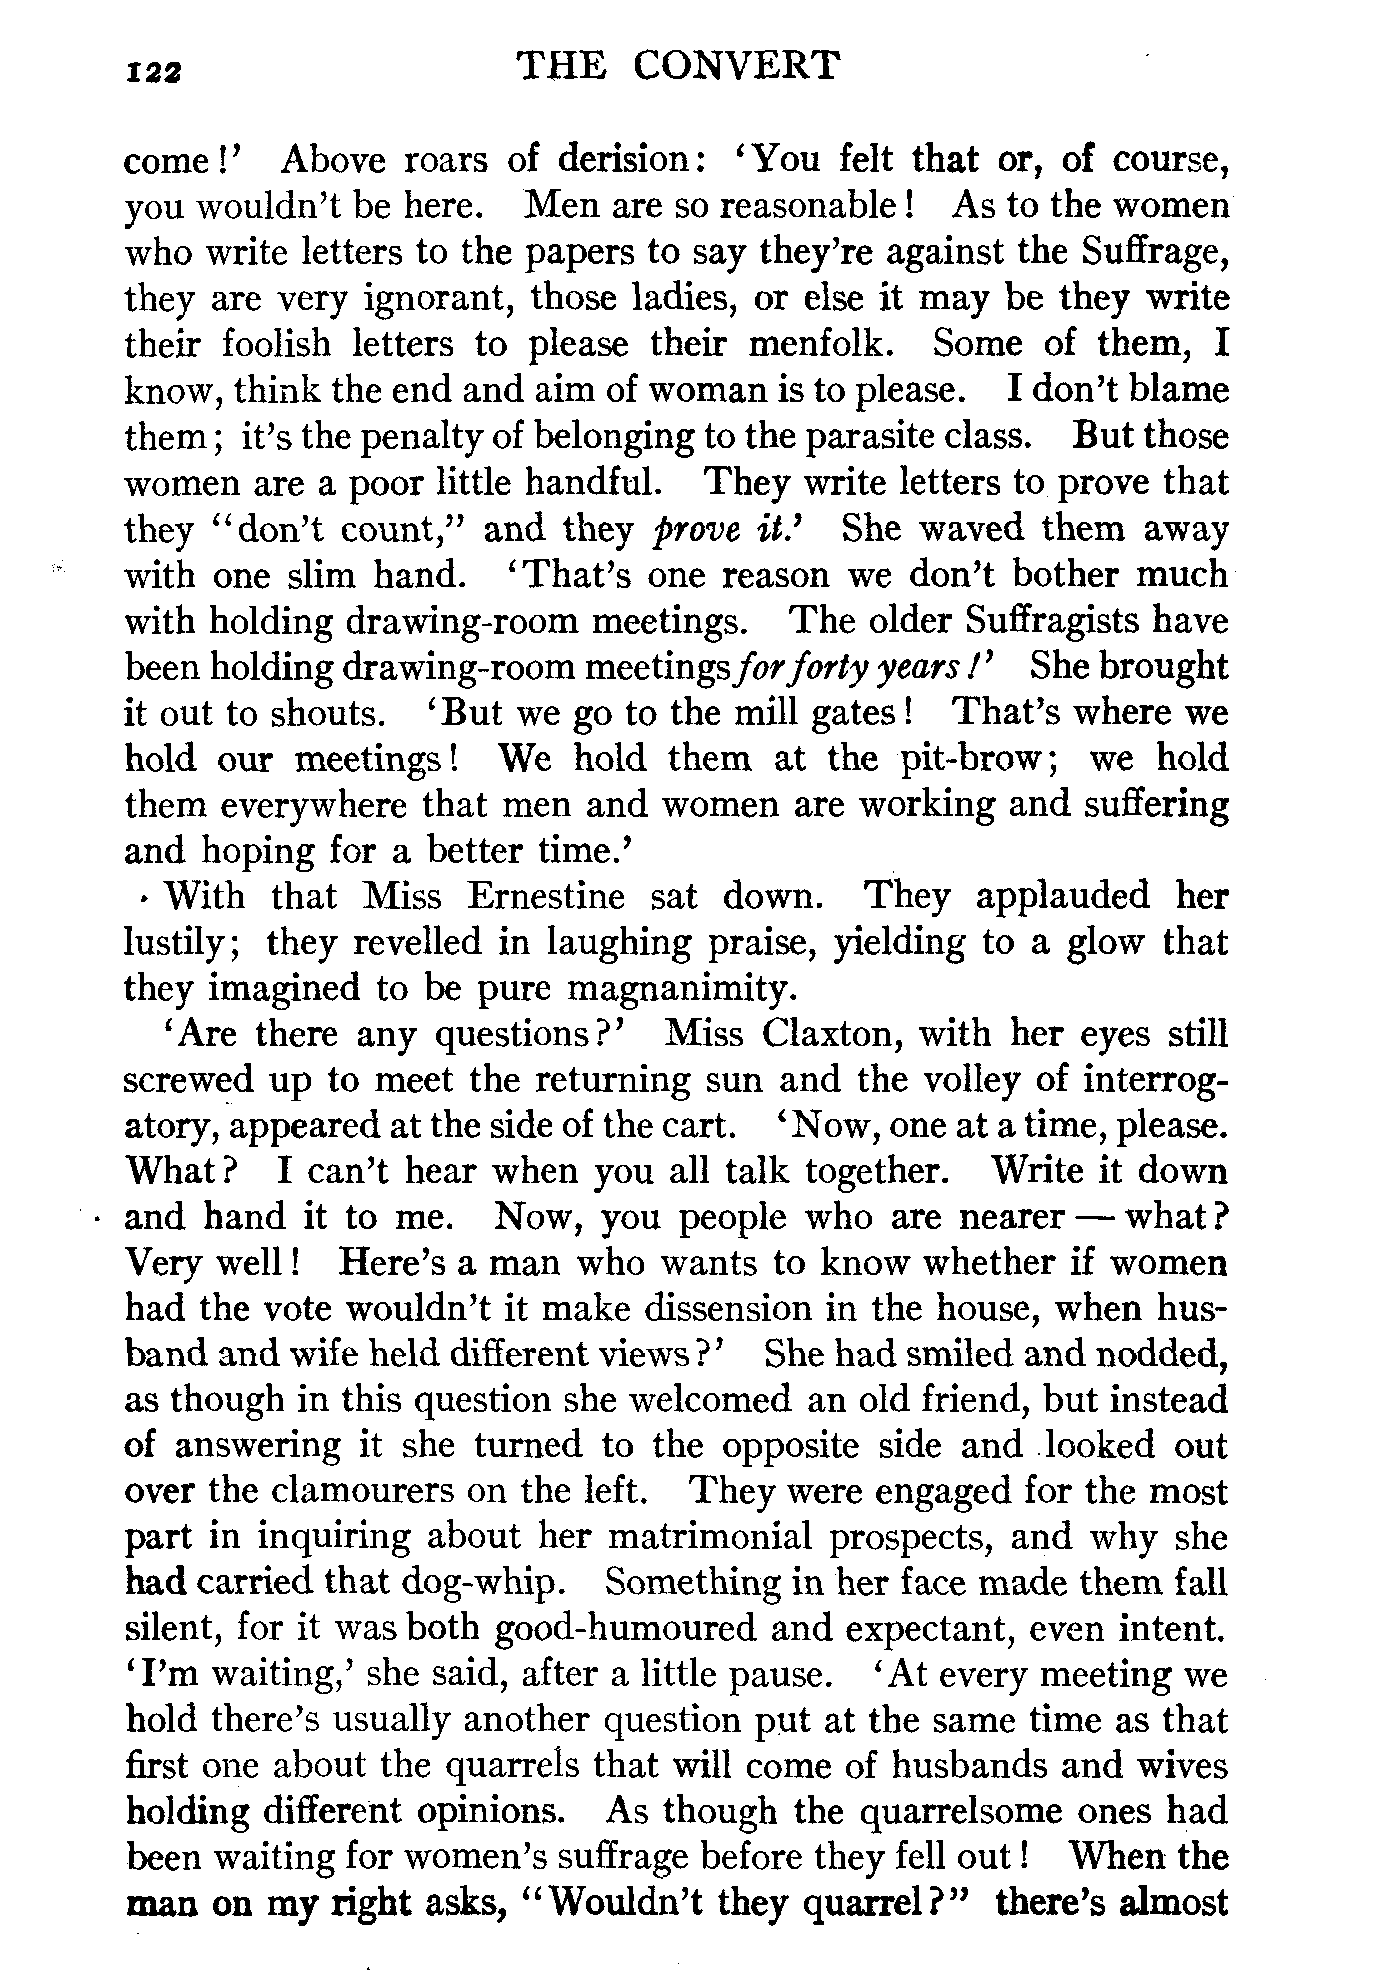 122 THE CONVERT
come!' Above roars of derision: 'You felt that or, of course,
you wouldn't be here. Men are so reasonable! As to the women
who write letters to the papers to say they're against the Suffrage,
they are very ignorant, those ladies, or else it may be they write
their foolish letters to please their menfolk. Some of them, I
know, think the end and aim of woman is to please. I don't blame
them; it's the penalty of belonging to the parasite class. But those
women are a poor little handful. They write letters to prove that
they "don't count," and they prove it.' She waved them away
with one slim hand. 'That's one reason we don't bother much
with holding drawing-room meetings. The older Suffragists have
been holding drawing-room meetings for forty years!' She brought
it out to shouts. 'But we go to the mill gates! That's where we
hold our meetings! We hold them at the pit-brow; we hold
them everywhere that men and women are working and suffering
and hoping for a better time.'
With that Miss Ernestine sat down. They applauded her
lustily; they revelled in laughing praise, yielding to a glow that
they imagined to be pure magnanimity.
'Are there any questions?' Miss Claxton, with her eyes still
screwed up to meet the returning sun and the volley of interrog-
atory, appeared at the side of the cart. 'Now, one at a time, please.
What? I can't hear when you all talk together. Write it down
and hand it to me. Now, you people who are nearer — what?
Very well! Here's a man who wants to know whether if women
had the vote wouldn't it make dissension in the house, when hus-
band and wife held different views?' She had smiled and nodded,
as though in this question she welcomed an old friend, but instead
of answering it she turned to the opposite side and looked out
over the clamourers on the left. They were engaged for the most
part in inquiring about her matrimonial prospects, and why she
had carried that dog-whip. Something in her face made them fall
silent, for it was both good-humoured and expectant, even intent.
'I'm waiting,' she said, after a little pause. 'At every meeting we
hold there's usually another question put at the same time as that
first one about the quarrels that will come of husbands and wives
holding different opinions. As though the quarrelsome ones had
been waiting for women's suffrage before they fell out! When the
man on my right asks, "Wouldn't they quarrel?" there's almost